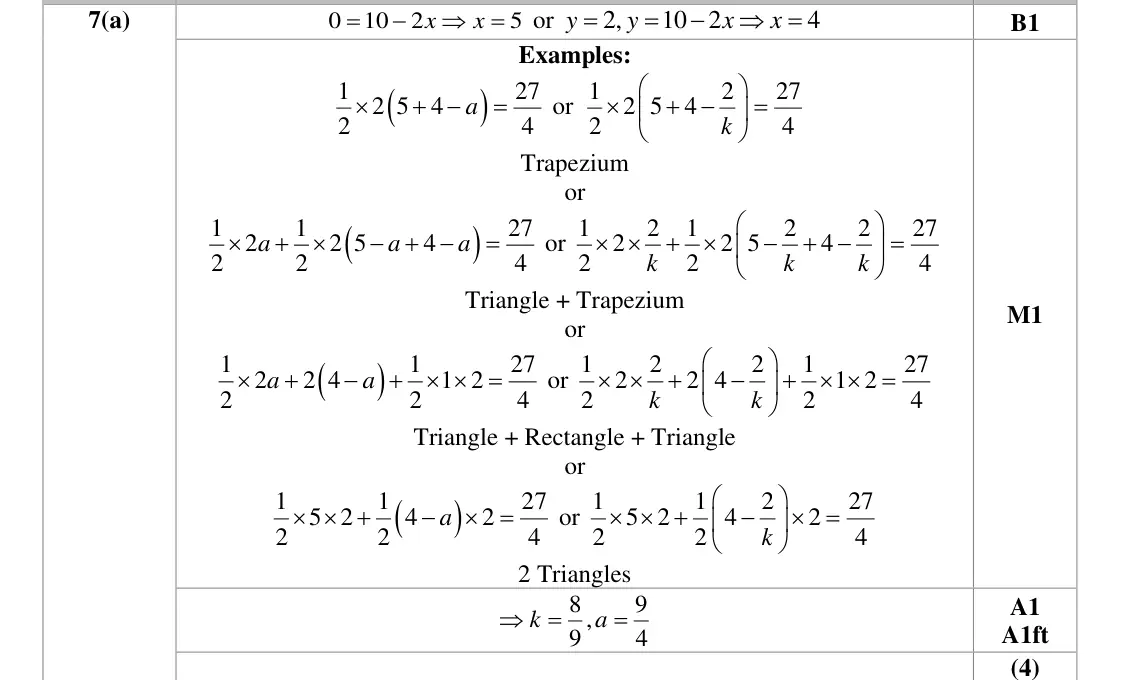 7(a) 0 = 10 − 2x ⇒ x = 5 or y = 2, y = 10 − 2x ⇒ x = 4 B1
Examples:
1/2 × 2(5 + 4 − a) = 27/4 or 1/2 × 2(5 + 4 − 2/k) = 27/4
Trapezium
or
1/2 × 2a + 1/2 × 2(5 − a + 4 − a) = 27/4 or 1/2 × 2 × 2/k + 1/2 × 2(5 − 2/k + 4 − 2/k) = 27/4
Triangle + Trapezium
or
M1
1/2 × 2a + 2(4 − a) + 1/2 × 1 × 2 = 27/4 or 1/2 × 2 × 2/k + 2(4 − 2/k) + 1/2 × 1 × 2 = 27/4
Triangle + Rectangle + Triangle
or
1/2 × 5 × 2 + 1/2(4 − a) × 2 = 27/4 or 1/2 × 5 × 2 + 1/2(4 − 2/k) × 2 = 27/4
2 Triangles
⇒ k = 8/9, a = 9/4 A1
A1ft
(4)